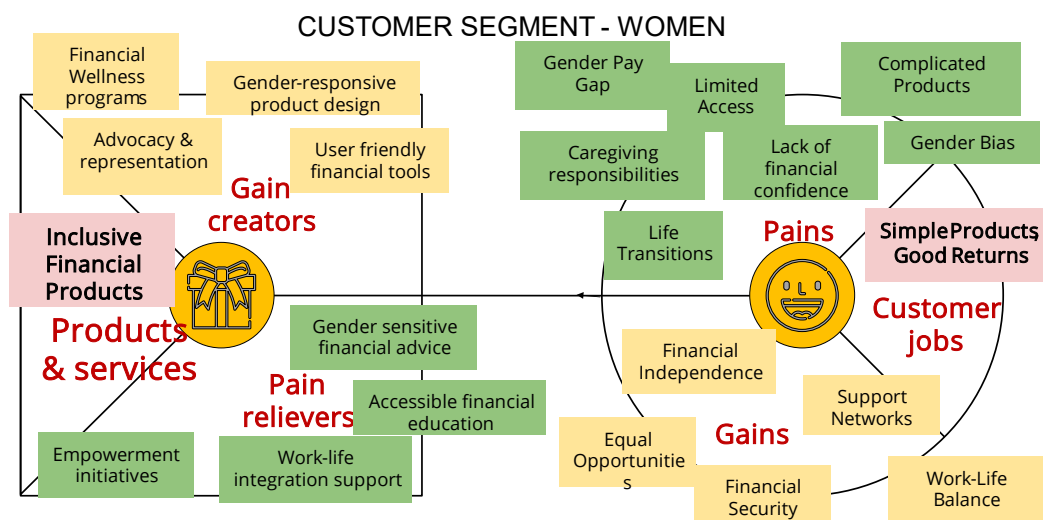 CUSTOMER SEGMENT - WOMEN
Financial
Wellness
programs
Gender-responsive
product design
Advocacy &
representation
User friendly
financial tools
Gain
creators
Inclusive
Financial
Products
Products
& services
Gender sensitive
financial advice
Pain
relievers
Accessible financial
education
Empowerment
initiatives
Work-life
integration support
Gender Pay
Gap
Limited
Access
Complicated
Products
Gender Bias
Caregiving
responsibilities
Lack of
financial
confidence
Life
Transitions
Pains
Simple Products,
Good Returns
Customer
jobs
Financial
Independence
Support
Networks
Gains
Equal
Opportunitie
s
Financial
Security
Work-Life
Balance